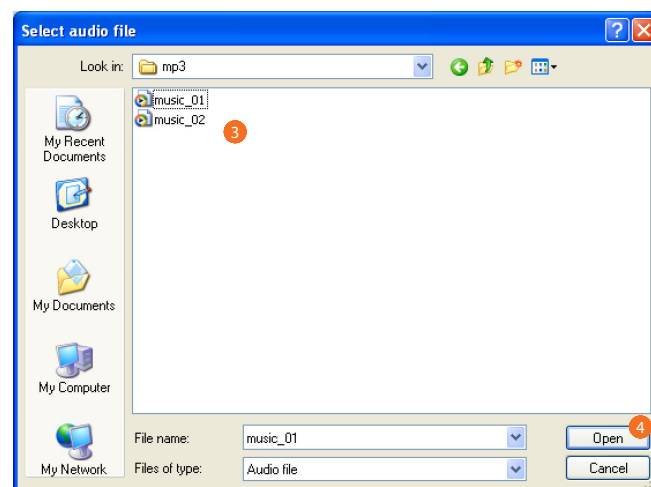 Select audio file
Look in: mp3
music_01
music_02
3
My Recent
Documents
Desktop
My Documents
My Computer
My Network
File name: music_01 Open 4
Files of type: Audio file Cancel